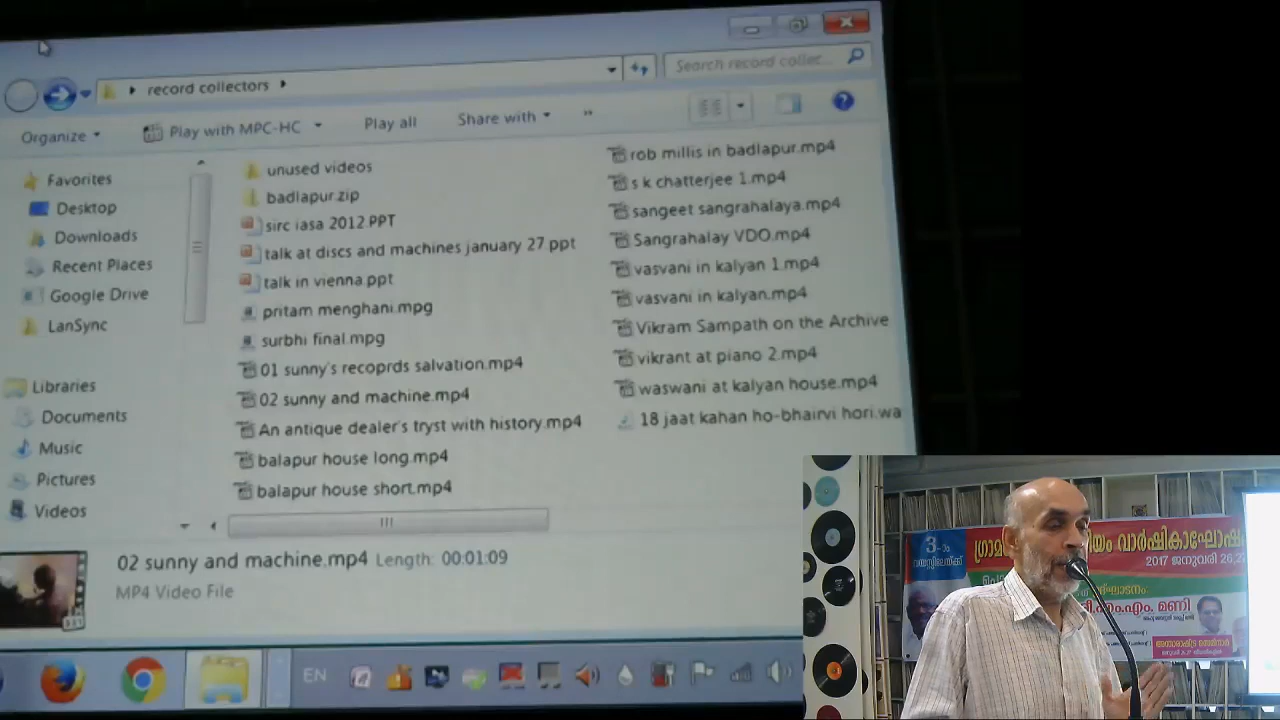 record collectors
Search record collec...
Organize
Play with MPC-HC
Play all
Share with
»
Favorites
Desktop
Downloads
Recent Places
Google Drive
LanSync
Libraries
Documents
Music
Pictures
Videos
unused videos
badlapur.zip
sirc iasa 2012.PPT
talk at discs and machines january 27.ppt
talk in vienna.ppt
pritam menghani.mpg
surbhi final.mpg
01 sunny's recoprds salvation.mp4
02 sunny and machine.mp4
An antique dealer's tryst with history.mp4
balapur house long.mp4
balapur house short.mp4
rob millis in badlapur.mp4
s k chatterjee 1.mp4
sangeet sangrahalaya.mp4
Sangrahalay VDO.mp4
vasvani in kalyan 1.mp4
vasvani in kalyan.mp4
Vikram Sampath on the Archive
vikrant at piano 2.mp4
waswani at kalyan house.mp4
18 jaat kahan ho-bhairvi hori.wa
02 sunny and machine.mp4 Length: 00:01:09
MP4 Video File
EN
3-ാം
വയസ്സിലേക്ക്
യം വാർഷികാഘോഷ
2017 ജനുവരി 26,27
എം.എം. മണി